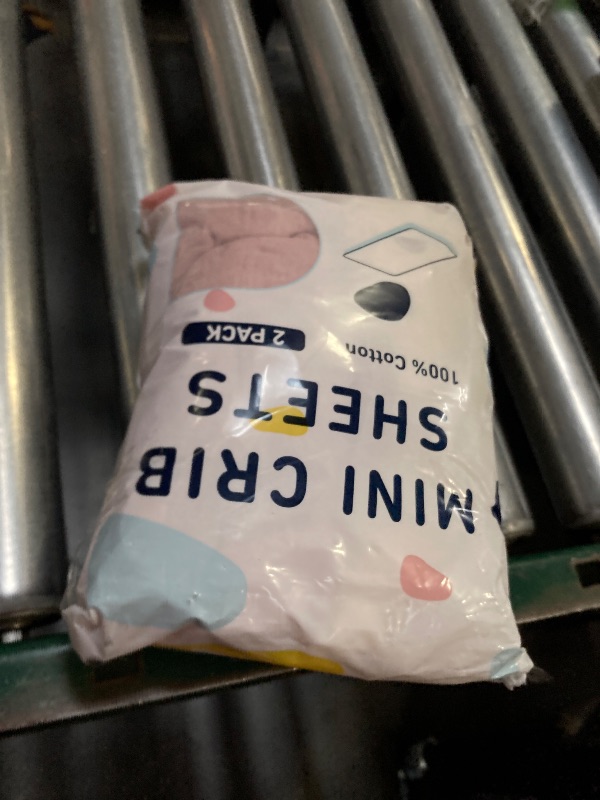 MINI CRIB
SHEETS
100% Cotton
2 PACK